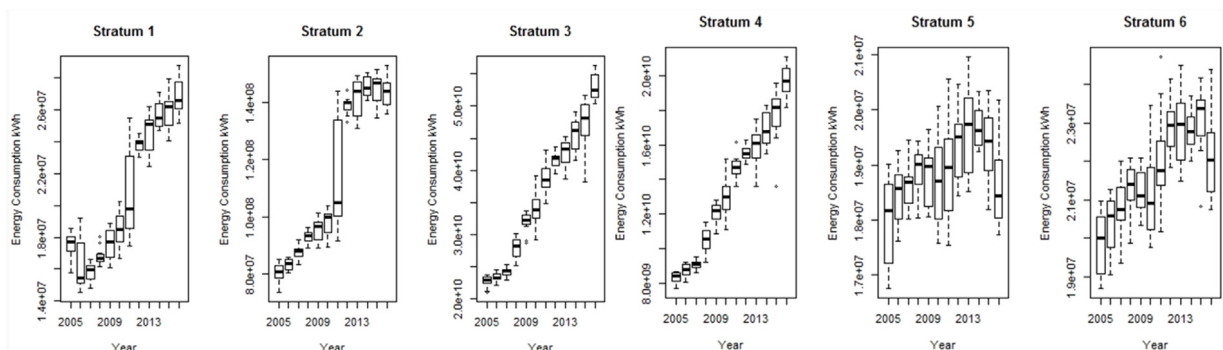 Stratum 1
Energy Consumption kWh
1.4e+07
1.8e+07
2.2e+07
2.6e+07
2005
2009
2013
Year
Stratum 2
Energy Consumption kWh
8.0e+07
1.0e+08
1.2e+08
1.4e+08
2005
2009
2013
Year
Stratum 3
Energy Consumption kWh
2.0e+10
3.0e+10
4.0e+10
5.0e+10
2005
2009
2013
Year
Stratum 4
Energy Consumption kWh
8.0e+09
1.2e+10
1.6e+10
2.0e+10
2005
2009
2013
Year
Stratum 5
Energy Consumption kWh
1.7e+07
1.8e+07
1.9e+07
2.0e+07
2.1e+07
2005
2009
2013
Year
Stratum 6
Energy Consumption kWh
1.9e+07
2.1e+07
2.3e+07
2005
2009
2013
Year